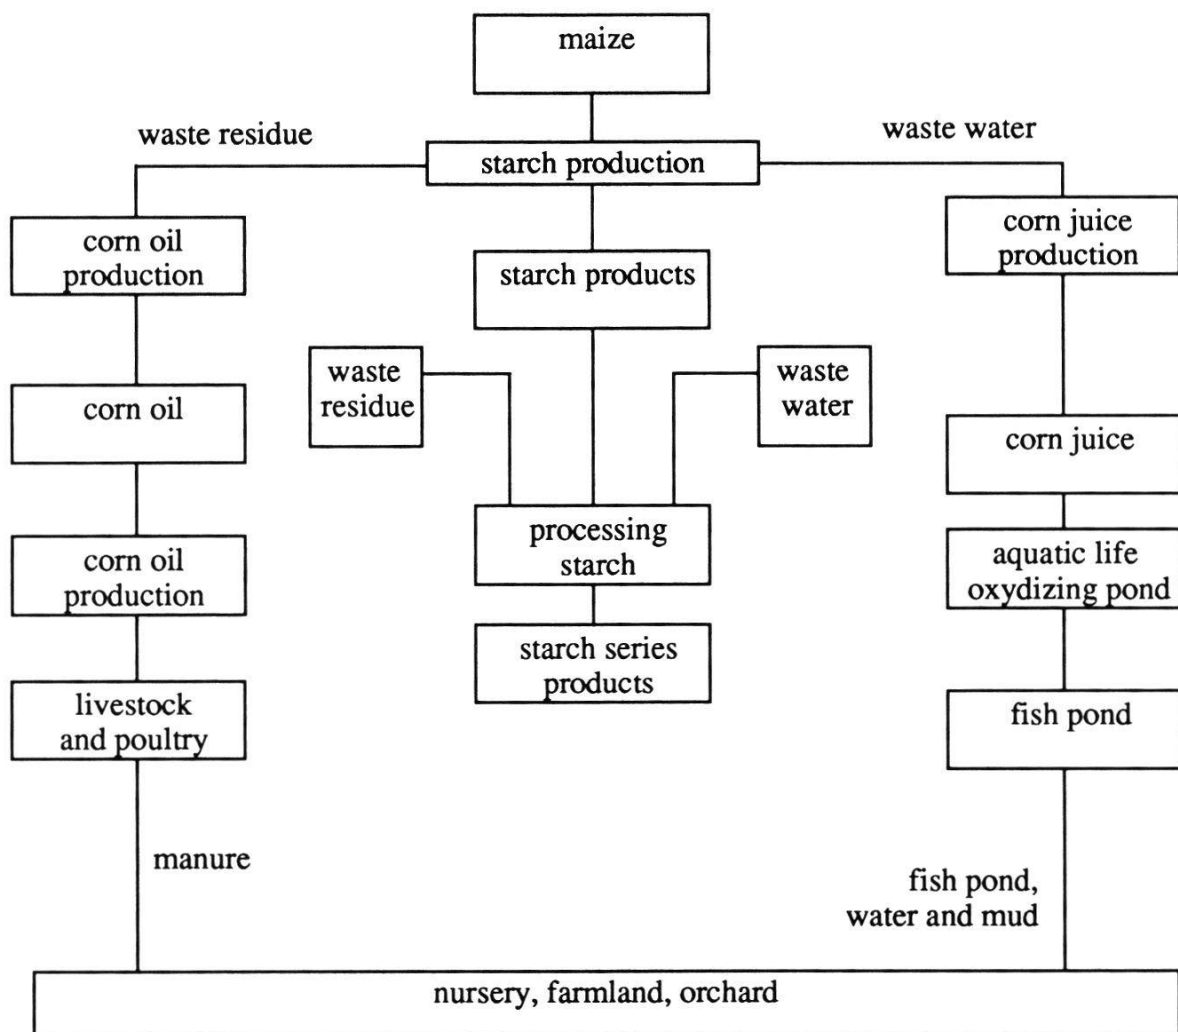 maize
waste residue
waste water
starch production
corn oil
production
starch products
corn juice
production
waste
residue
waste
water
corn oil
corn juice
processing
starch
corn oil
production
aquatic life
oxydizing pond
starch series
products
livestock
and poultry
fish pond
manure
fish pond,
water and mud
nursery, farmland, orchard